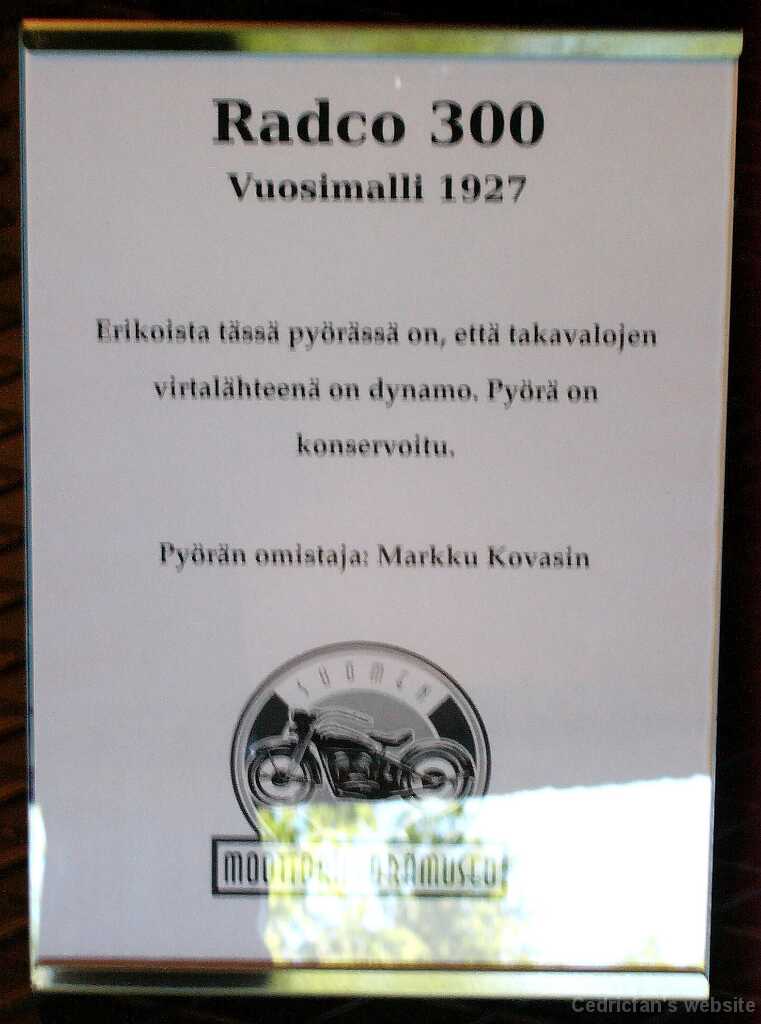 Radco 300
Vuosimalli 1927
Erikoista tässä pyörässä on, että takavalojen
virtalähteenä on dynamo. Pyörä on
konservoitu.
Pyörän omistaja: Markku Kovasin
SUOMEN
Cedricfan's website